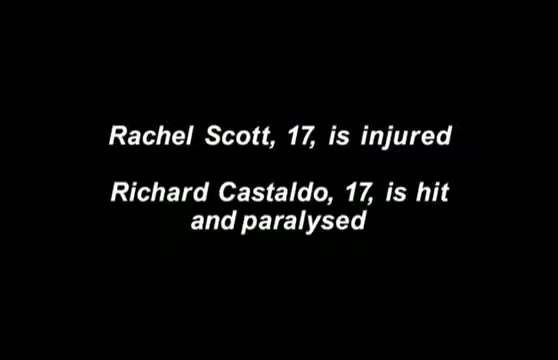 Rachel Scott, 17, is injured
Richard Castaldo, 17, is hit
and paralysed